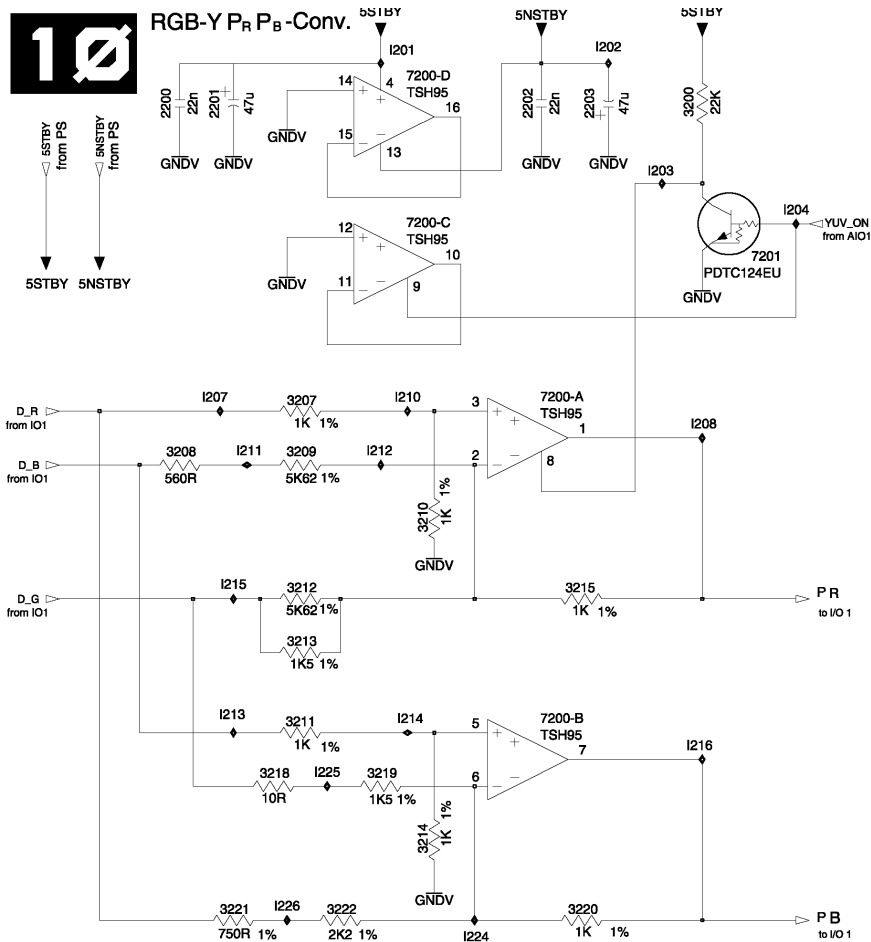 10
RGB-Y PR PB -Conv.
5STBY
5NSTBY
5STBY
I201
I202
2200
22n
2201
47u
14
4
7200-D
TSH95
16
15
13
2202
22n
2203
47u
3200
22K
GNDV
GNDV
GNDV
GNDV
GNDV
5STBY
from PS
5NSTBY
from PS
5STBY
5NSTBY
I203
I204
YUV_ON
from AIO1
7201
PDTC124EU
GNDV
12
7200-C
TSH95
10
11
9
GNDV
D_R
from IO1
I207
3207
1K 1%
I210
3
7200-A
TSH95
1
I208
D_B
from IO1
3208
560R
I211
3209
5K62 1%
I212
2
8
3210
1K 1%
GNDV
D_G
from IO1
I215
3212
5K62 1%
3213
1K5 1%
3215
1K 1%
PR
to I/O 1
I213
3211
1K 1%
I214
5
7200-B
TSH95
7
I216
3218
10R
I225
3219
1K5 1%
6
3214
1K 1%
GNDV
3221
750R 1%
I226
3222
2K2 1%
I224
3220
1K 1%
PB
to I/O 1